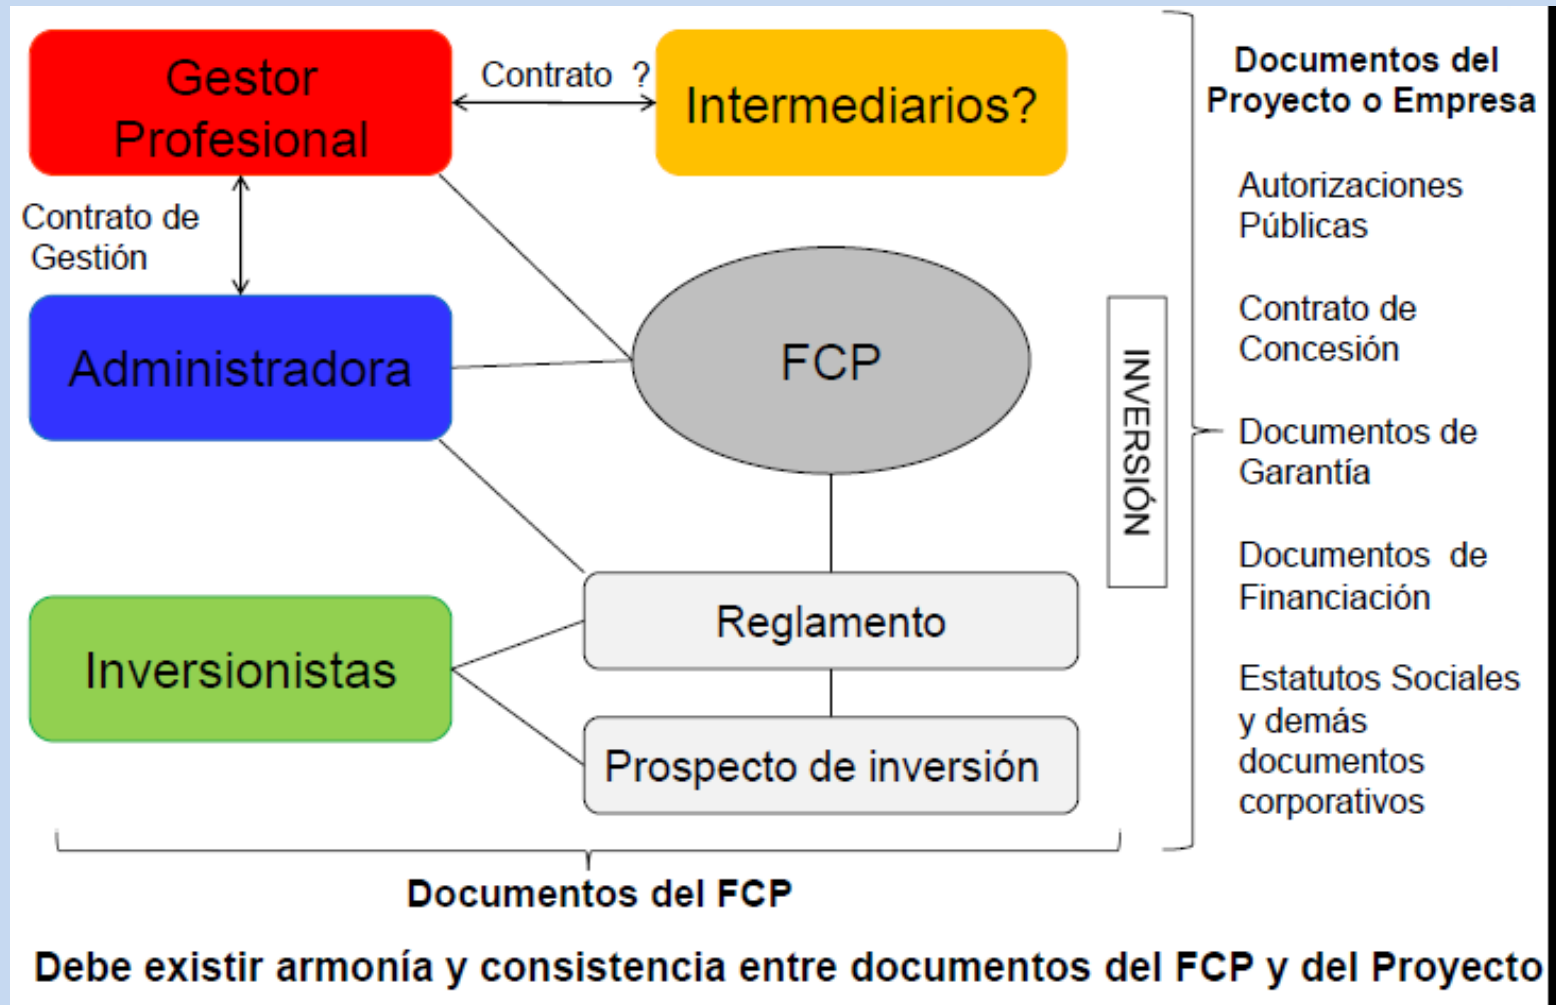 Gestor
Profesional
Contrato ?
Intermediarios?
Contrato de
Gestión
Administradora
FCP
Inversionistas
Reglamento
Prospecto de inversión
INVERSIÓN
Documentos del
Proyecto o Empresa
Autorizaciones
Públicas
Contrato de
Concesión
Documentos de
Garantía
Documentos de
Financiación
Estatutos Sociales
y demás
documentos
corporativos
Documentos del FCP
Debe existir armonía y consistencia entre documentos del FCP y del Proyecto